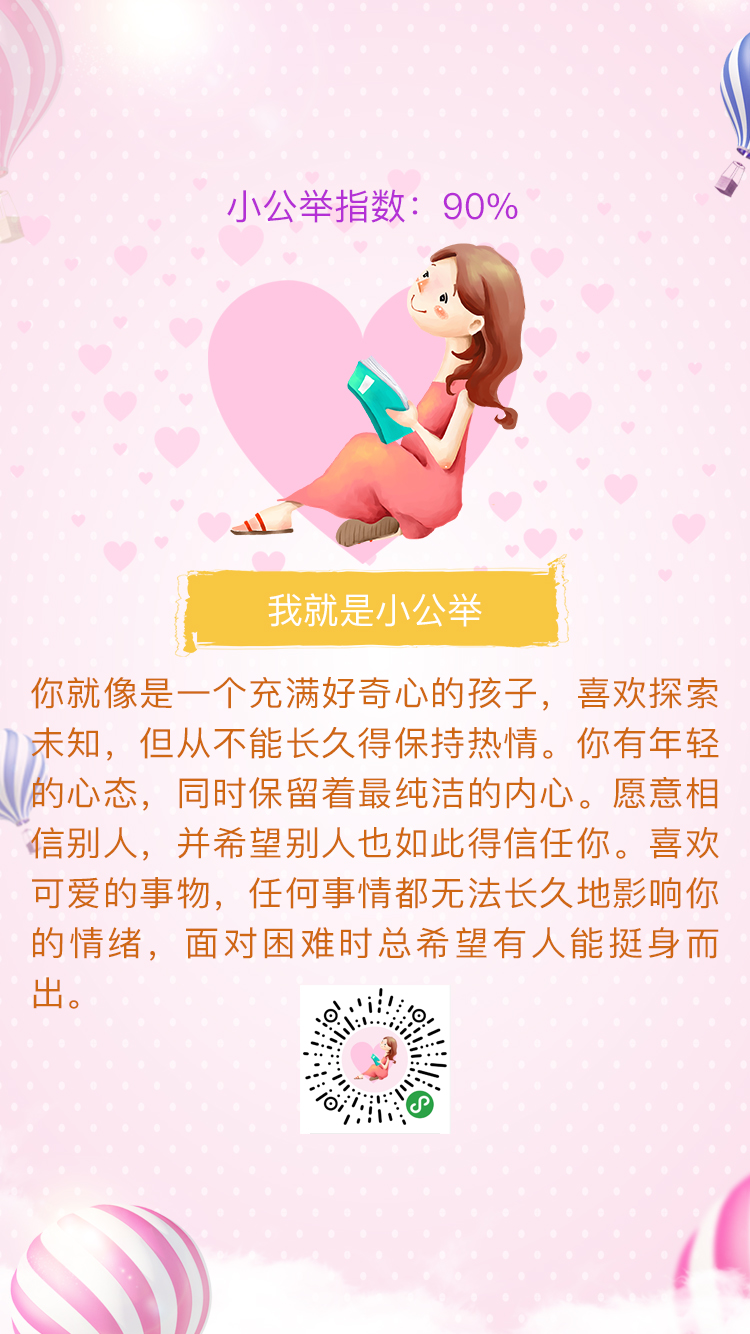 小公举指数：90%
我就是小公举
你就像是一个充满好奇心的孩子，喜欢探索
未知，但从不能长久得保持热情。你有年轻
的心态，同时保留着最纯洁的内心。愿意相
信别人，并希望别人也如此得信任你。喜欢
可爱的事物，任何事情都无法长久地影响你
的情绪，面对困难时总希望有人能挺身而
出。